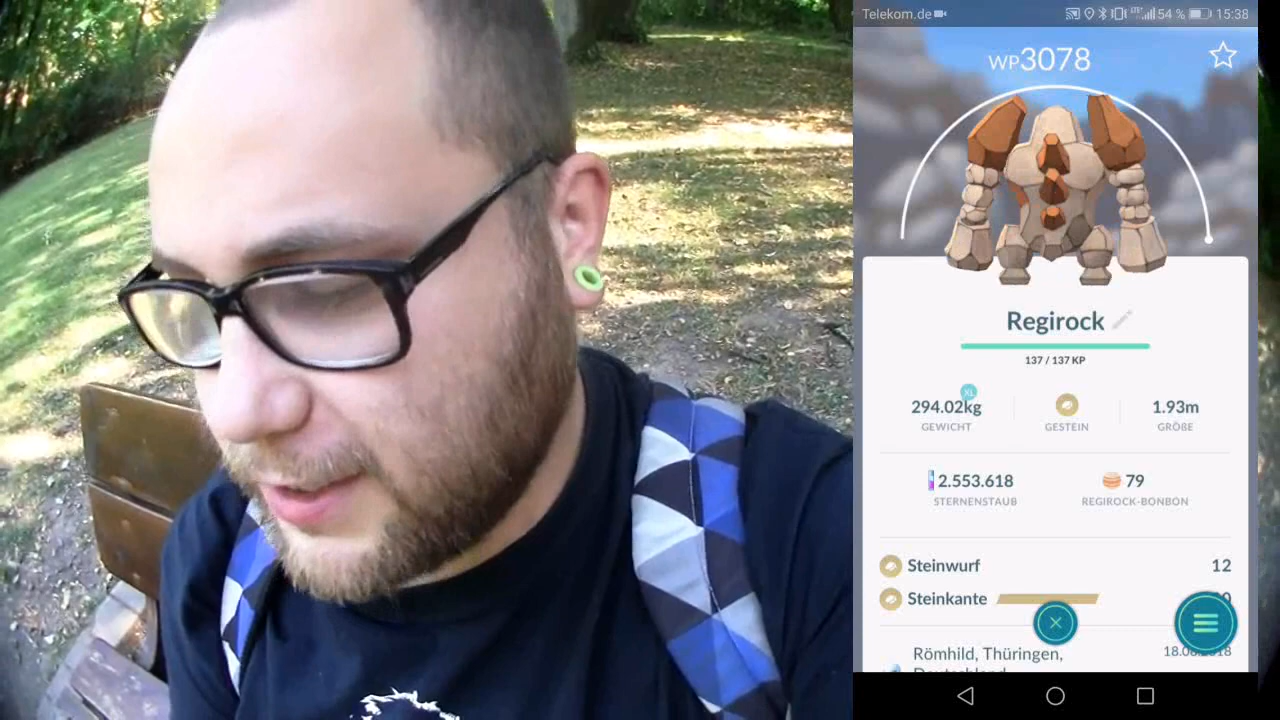 Telekom.de 54 % 15:38
WP3078
Regirock
137 / 137 KP
XL
294.02kg 1.93m
GEWICHT GESTEIN GRÖßE
2.553.618 79
STERNENSTAUB REGIROCK-BONBON
Steinwurf 12
Steinkante
Römhild, Thüringen,
Deutschland